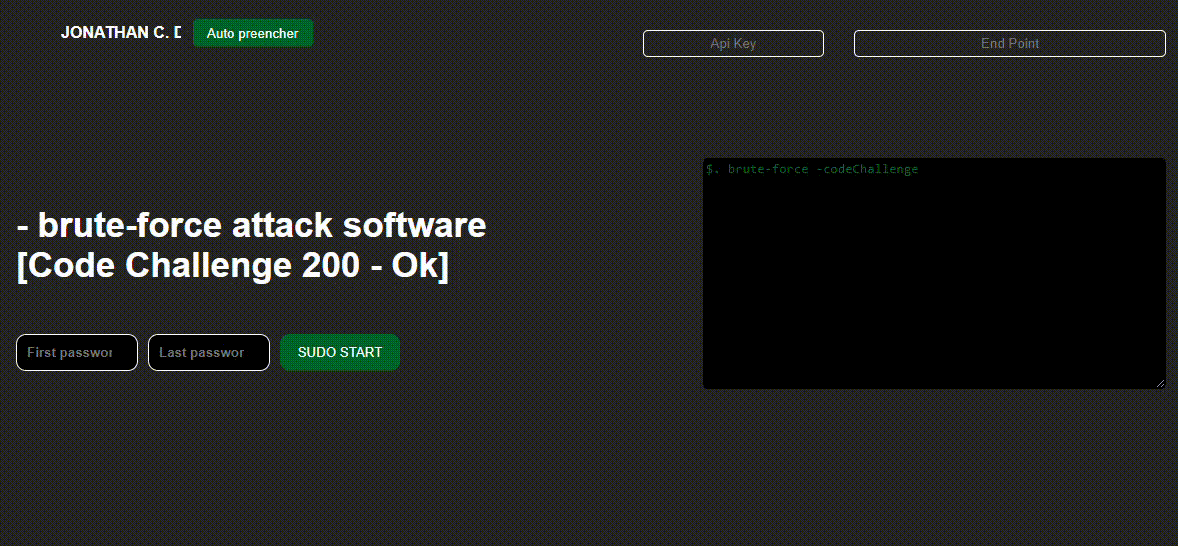 JONATHAN C. D
Auto preencher
Api Key
End Point
$. brute-force -codeChallenge
- brute-force attack software
[Code Challenge 200 - Ok]
First passwor
Last passwor
SUDO START